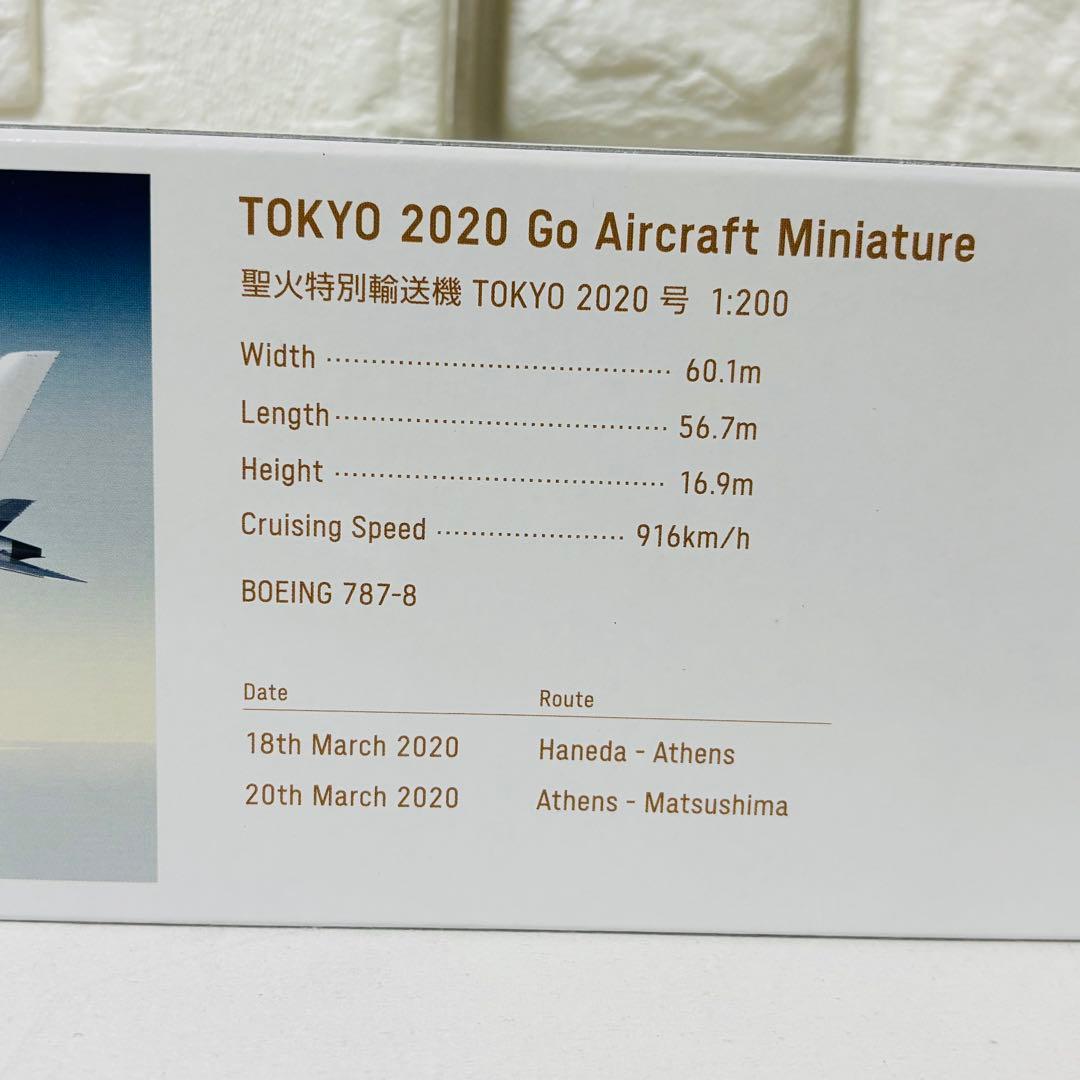 TOKYO 2020 Go Aircraft Miniature
聖火特別輸送機 TOKYO 2020 号 1:200
Width ...................................... 60.1m
Length ..................................... 56.7m
Height ..................................... 16.9m
Cruising Speed ..................... 916km/h
BOEING 787-8
Date Route
18th March 2020 Haneda - Athens
20th March 2020 Athens - Matsushima